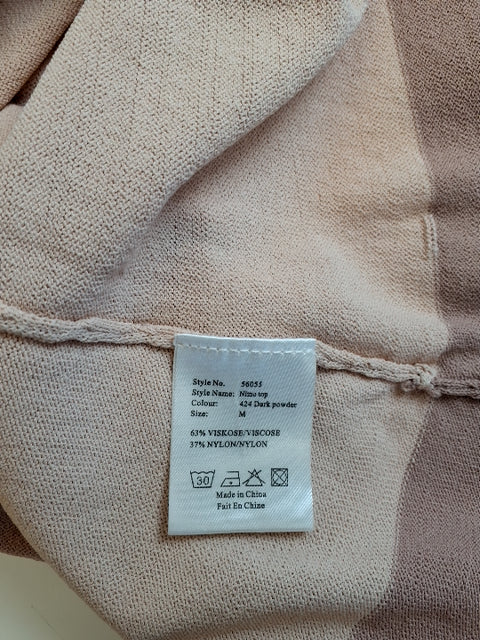 Style No. 56055
Style Name: Nizna top
Colour: 424 Dark powder
Size: M
63% VISKOSE/VISCOSE
37% NYLON/NYLON
30
Made in China
Fait En Chine